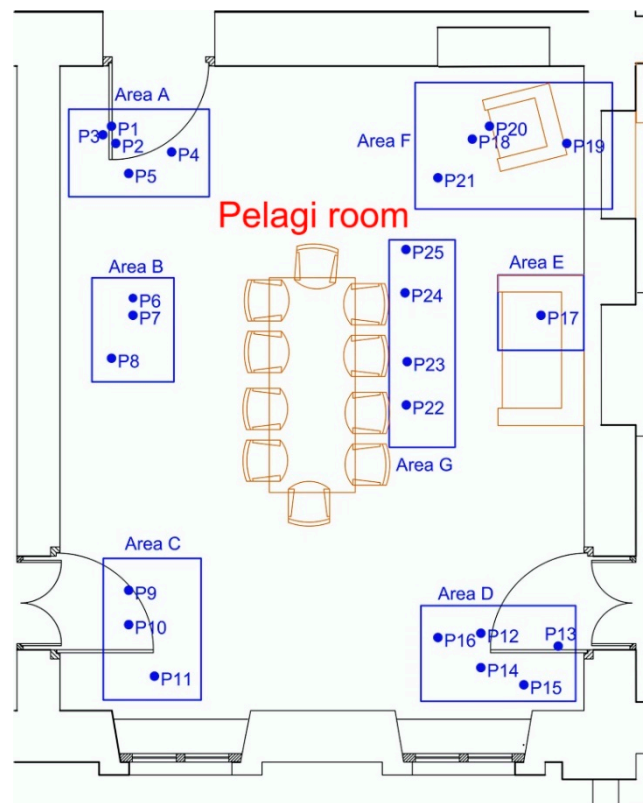 Area A
P1
P3
P2
P4
P5
Area F
P20
P18
P19
P21
Pelagi room
P25
Area B
Area E
P24
P6
P7
P17
P8
P23
P22
Area G
Area C
P9
P10
P11
Area D
P12
P13
P16
P14
P15